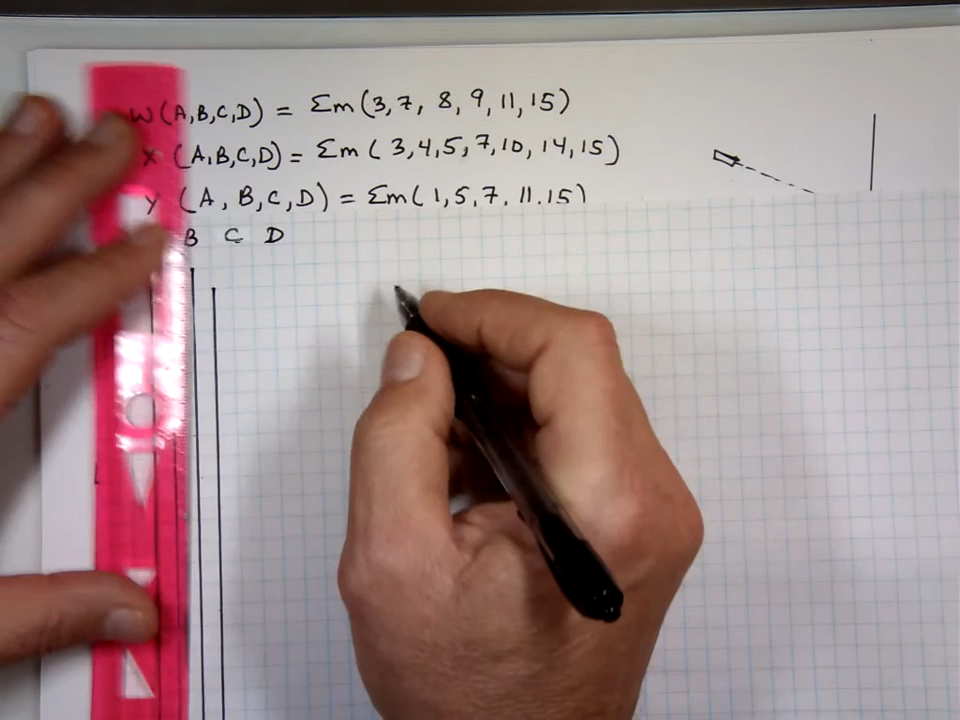 W (A,B,C,D) = Σm(3,7, 8,9,11,15)
X (A,B,C,D) = Σm( 3,4,5,7,10,14,15)
Y (A, B,C,D) = Σm( 1,5,7, 11.15)
B C D